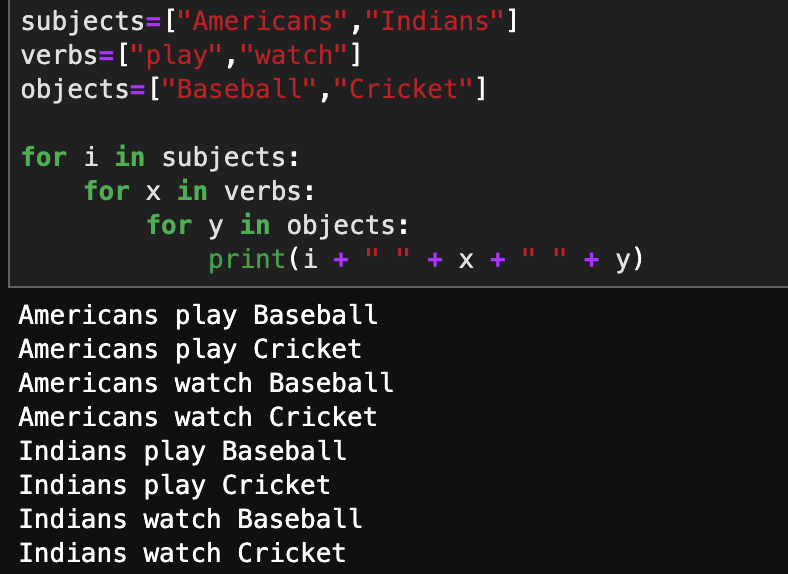 subjects=["Americans","Indians"]
verbs=["play","watch"]
objects=["Baseball","Cricket"]
for i in subjects:
    for x in verbs:
        for y in objects:
            print(i + " " + x + " " + y)
Americans play Baseball
Americans play Cricket
Americans watch Baseball
Americans watch Cricket
Indians play Baseball
Indians play Cricket
Indians watch Baseball
Indians watch Cricket